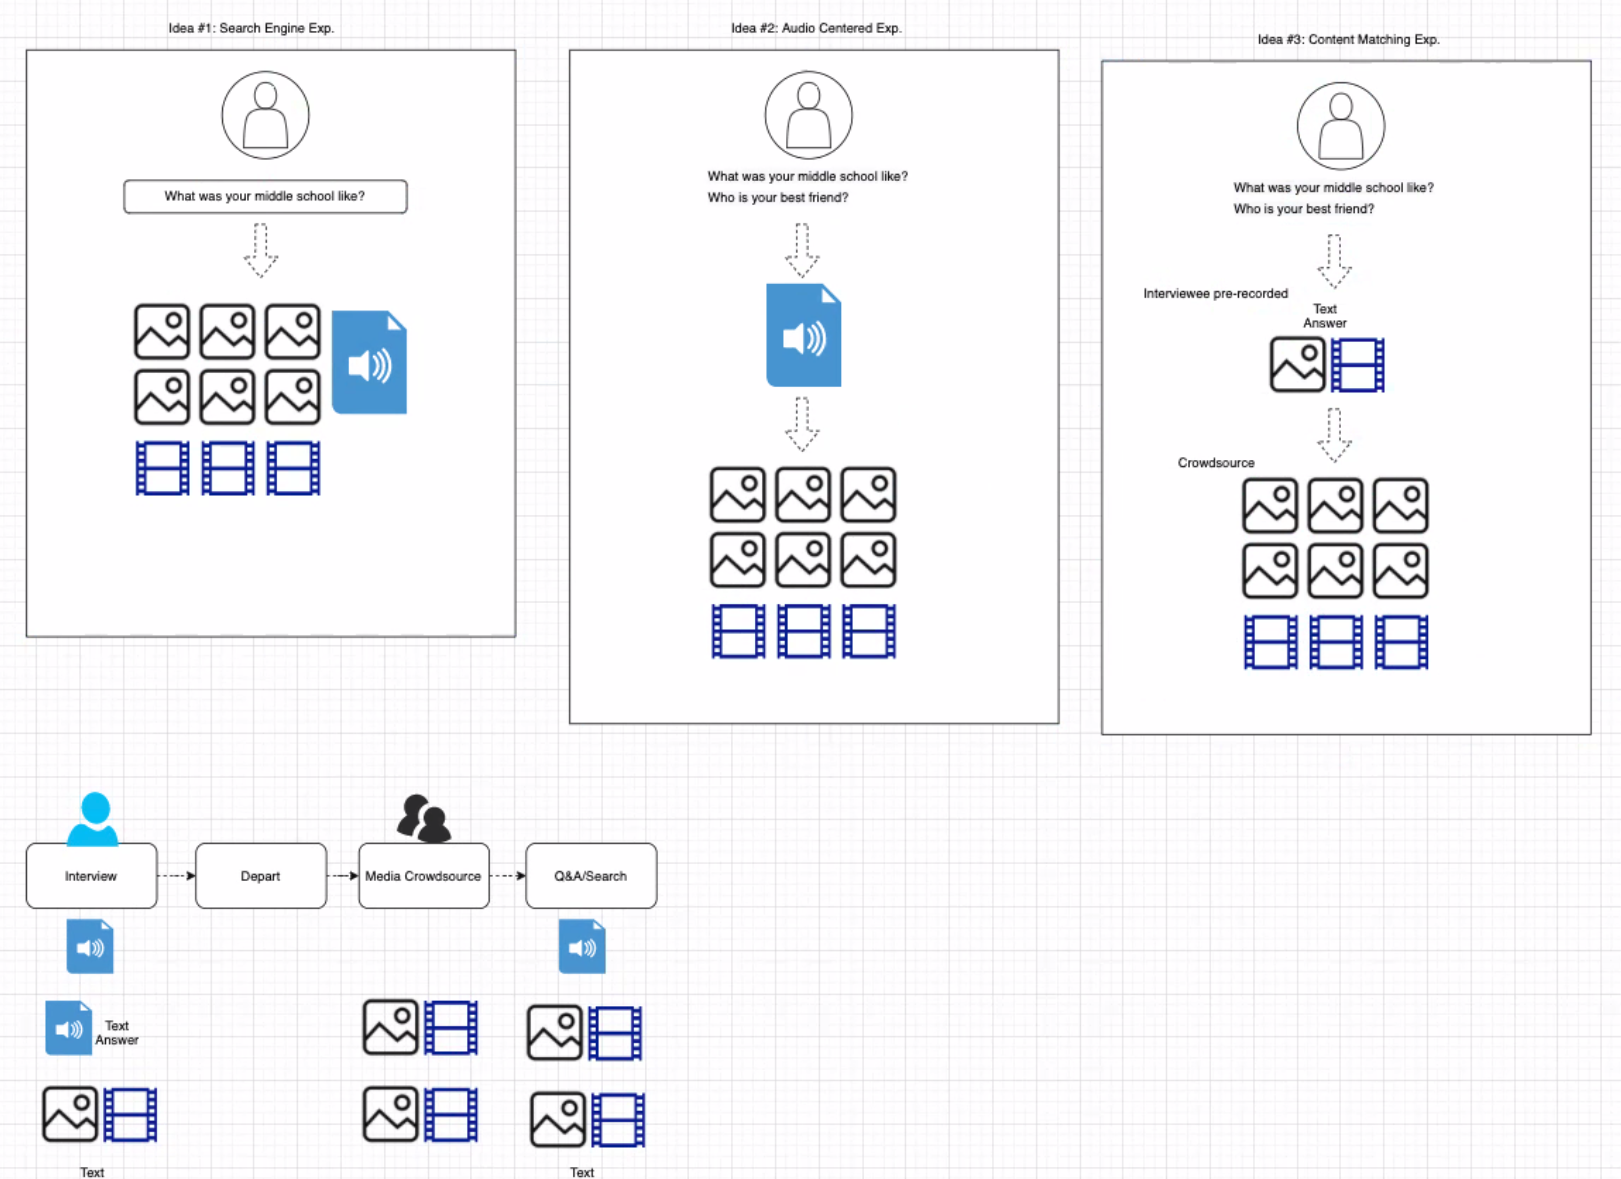 Idea #1: Search Engine Exp.
What was your middle school like?
Idea #2: Audio Centered Exp.
What was your middle school like?
Who is your best friend?
Idea #3: Content Matching Exp.
What was your middle school like?
Who is your best friend?
Interviewee pre-recorded
Text
Answer
Crowdsource
Interview
Depart
Media Crowdsource
Q&A/Search
Text
Answer
Text
Text